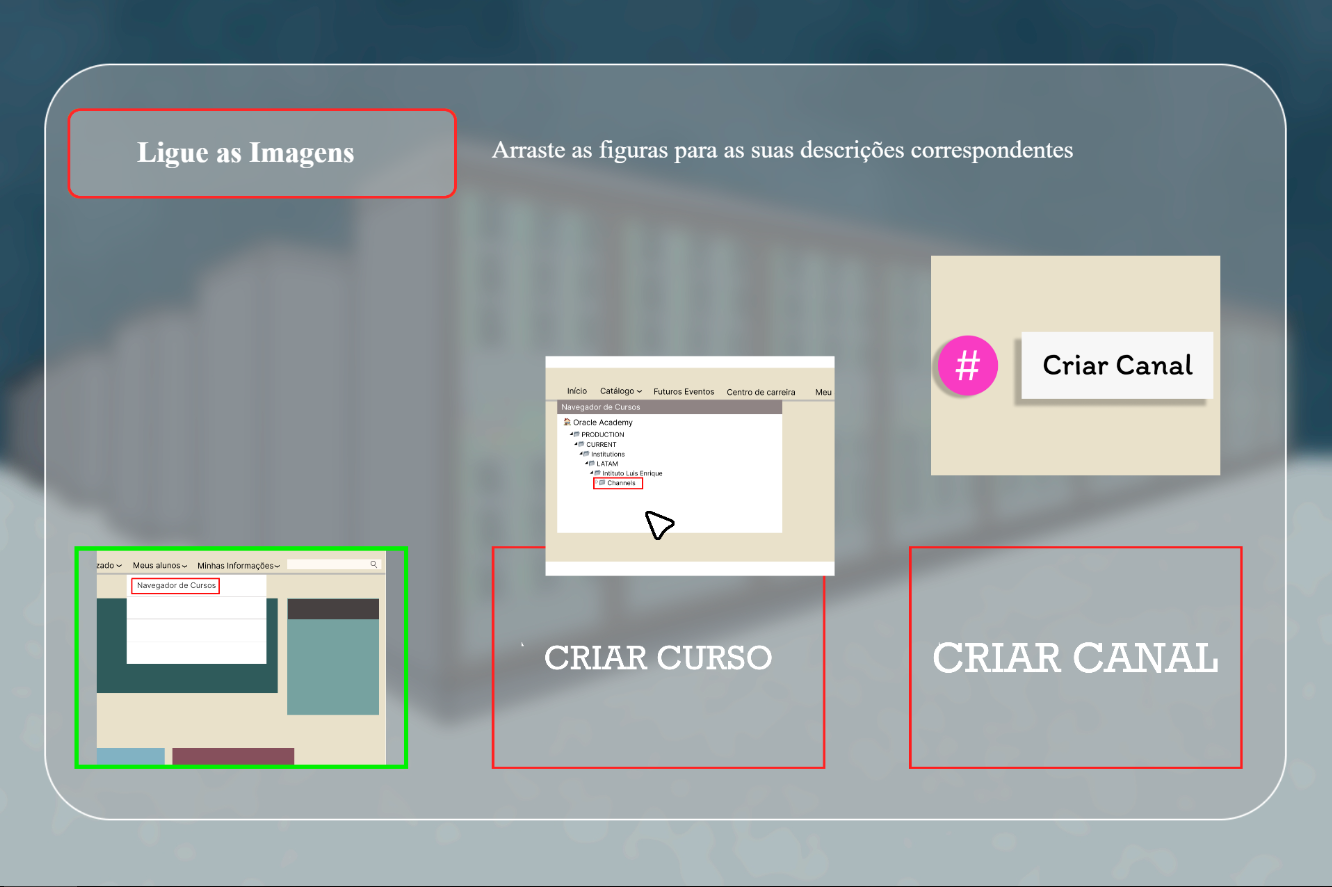 Ligue as Imagens
Arraste as figuras para as suas descrições correspondentes
# Criar Canal
Início Catálogo Futuros Eventos Centro de carreira Meu
Navegador de Cursos
Oracle Academy
PRODUCTION
CURRENT
Institutions
LATAM
Intituto Luis Enrique
Channels
zado Meus alunos Minhas Informações
Navegador de Cursos
CRIAR CURSO
CRIAR CANAL